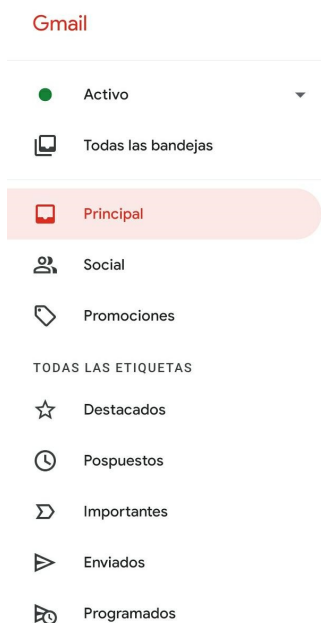 Gmail
Activo
Todas las bandejas
Principal
Social
Promociones
TODAS LAS ETIQUETAS
Destacados
Pospuestos
Importantes
Enviados
Programados